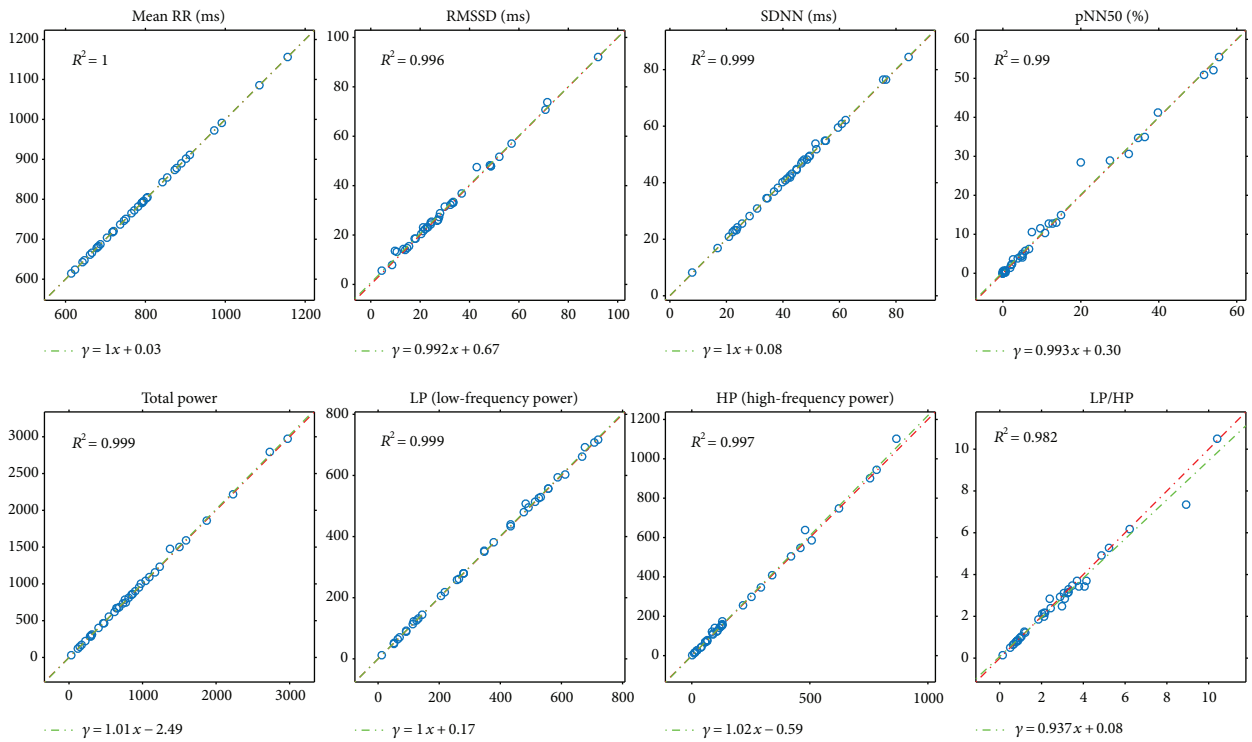 Mean RR (ms)
R² = 1
1200
1100
1000
900
800
700
600
600 800 1000 1200
γ = 1x + 0.03
RMSSD (ms)
R² = 0.996
100
80
60
40
20
0
0 20 40 60 80 100
γ = 0.992x + 0.67
SDNN (ms)
R² = 0.999
80
60
40
20
0
0 20 40 60 80
γ = 1x + 0.08
pNN50 (%)
R² = 0.99
60
50
40
30
20
10
0
0 20 40 60
γ = 0.993x + 0.30
Total power
R² = 0.999
3000
2500
2000
1500
1000
500
0
0 1000 2000 3000
γ = 1.01x − 2.49
LP (low-frequency power)
R² = 0.999
800
600
400
200
0
0 200 400 600 800
γ = 1x + 0.17
HP (high-frequency power)
R² = 0.997
1200
1000
800
600
400
200
0
0 500 1000
γ = 1.02x − 0.59
LP/HP
R² = 0.982
10
8
6
4
2
0
0 2 4 6 8 10
γ = 0.937x + 0.08